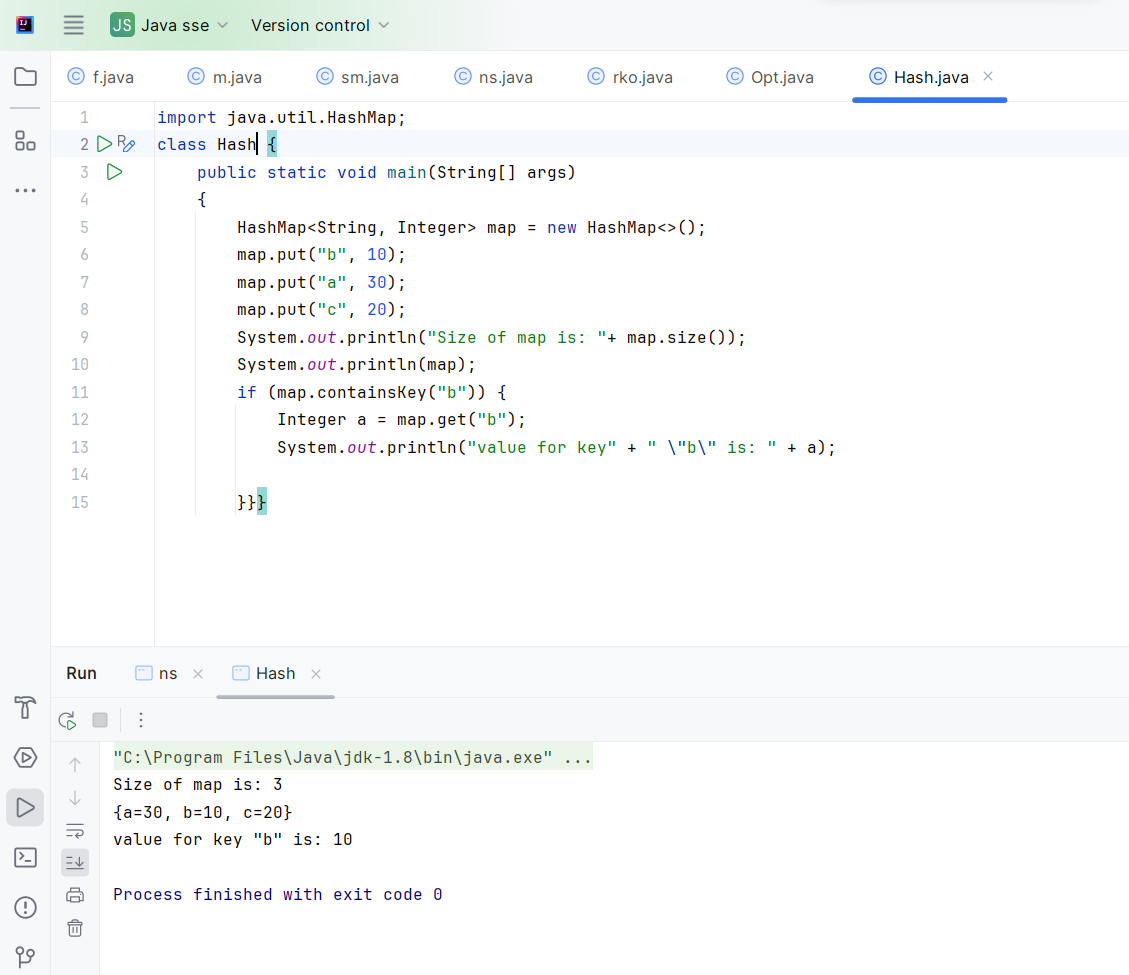 JS Java sse Version control
f.java m.java sm.java ns.java rko.java Opt.java Hash.java
1 import java.util.HashMap;
2 class Hash {
3 public static void main(String[] args)
4 {
5 HashMap<String, Integer> map = new HashMap<>();
6 map.put("b", 10);
7 map.put("a", 30);
8 map.put("c", 20);
9 System.out.println("Size of map is: "+ map.size());
10 System.out.println(map);
11 if (map.containsKey("b")) {
12 Integer a = map.get("b");
13 System.out.println("value for key" + " \"b\" is: " + a);
14
15 }}}
Run ns Hash
"C:\Program Files\Java\jdk-1.8\bin\java.exe" ...
Size of map is: 3
{a=30, b=10, c=20}
value for key "b" is: 10
Process finished with exit code 0